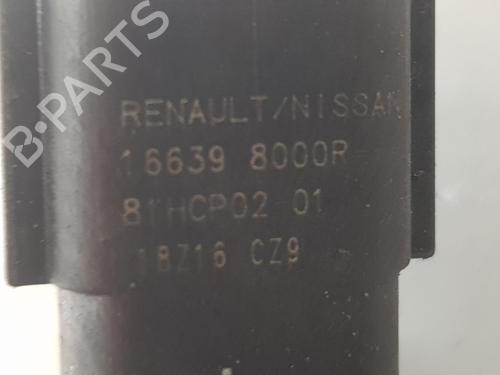 B-PARTS
RENAULT/NISSAN
16639 8000R
81HCP02 01
18Z16 CZ9